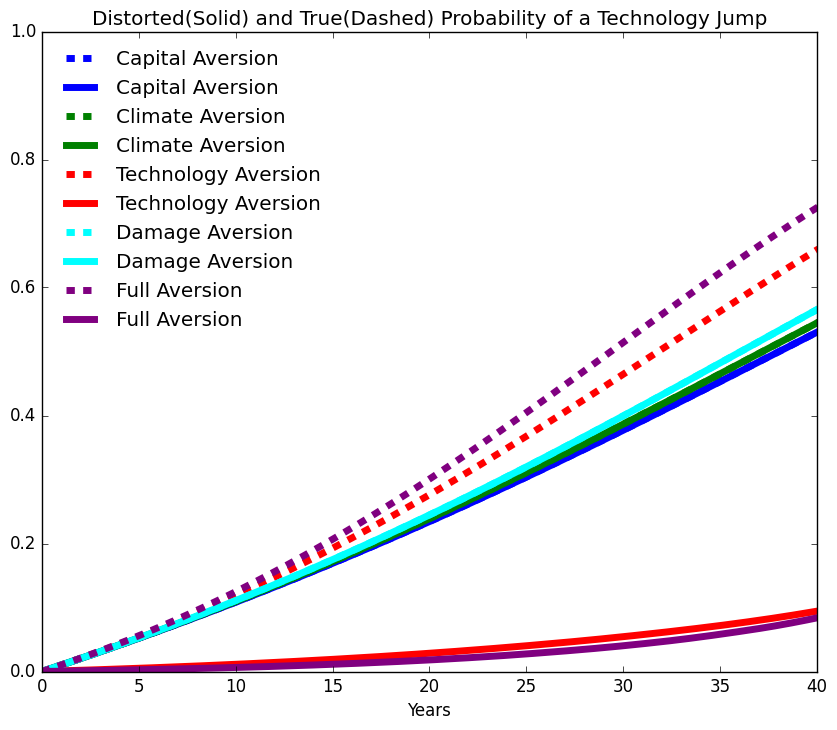 Distorted(Solid) and True(Dashed) Probability of a Technology Jump
1.0
0.8
0.6
0.4
0.2
0.0
Capital Aversion
Capital Aversion
Climate Aversion
Climate Aversion
Technology Aversion
Technology Aversion
Damage Aversion
Damage Aversion
Full Aversion
Full Aversion
0 5 10 15 20 25 30 35 40
Years